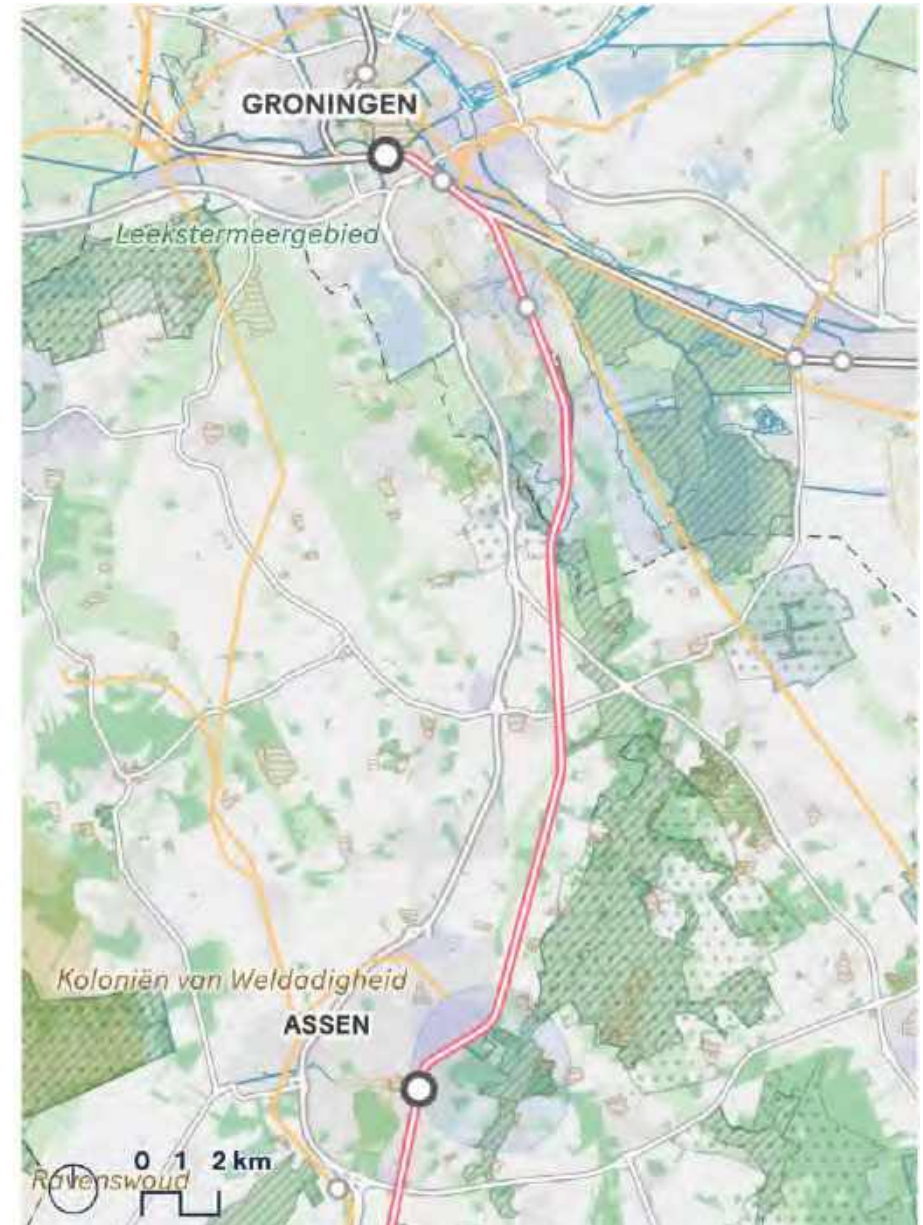 GRONINGEN
Leekstermeergebied
Koloniën van Weldadigheid
ASSEN
0 1 2 km
Ravenswoud